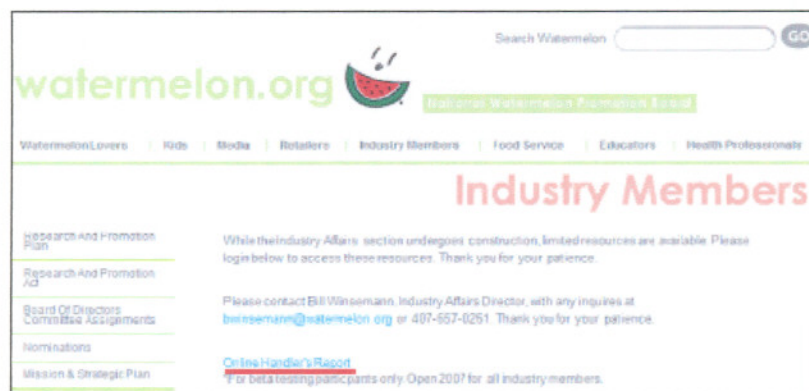 Search Watermelon GO
watermelon.org
National Watermelon Promotion Board
Watermelon Lovers Kids Media Retailers Industry Members Food Service Educators Health Professionals
Industry Members
Research And Promotion
Plan
Research And Promotion
Act
Board Of Directors
Committee Assignments
Nominations
Mission & Strategic Plan
While the Industry Affairs section undergoes construction, limited resources are available. Please
login below to access these resources. Thank you for your patience.
Please contact Bill Winsemann, Industry Affairs Director, with any inquires at
bwinsemann@watermelon.org or 407-657-0261. Thank you for your patience.
Online Handler's Report
*For beta testing participants only. Open 2007 for all industry members.